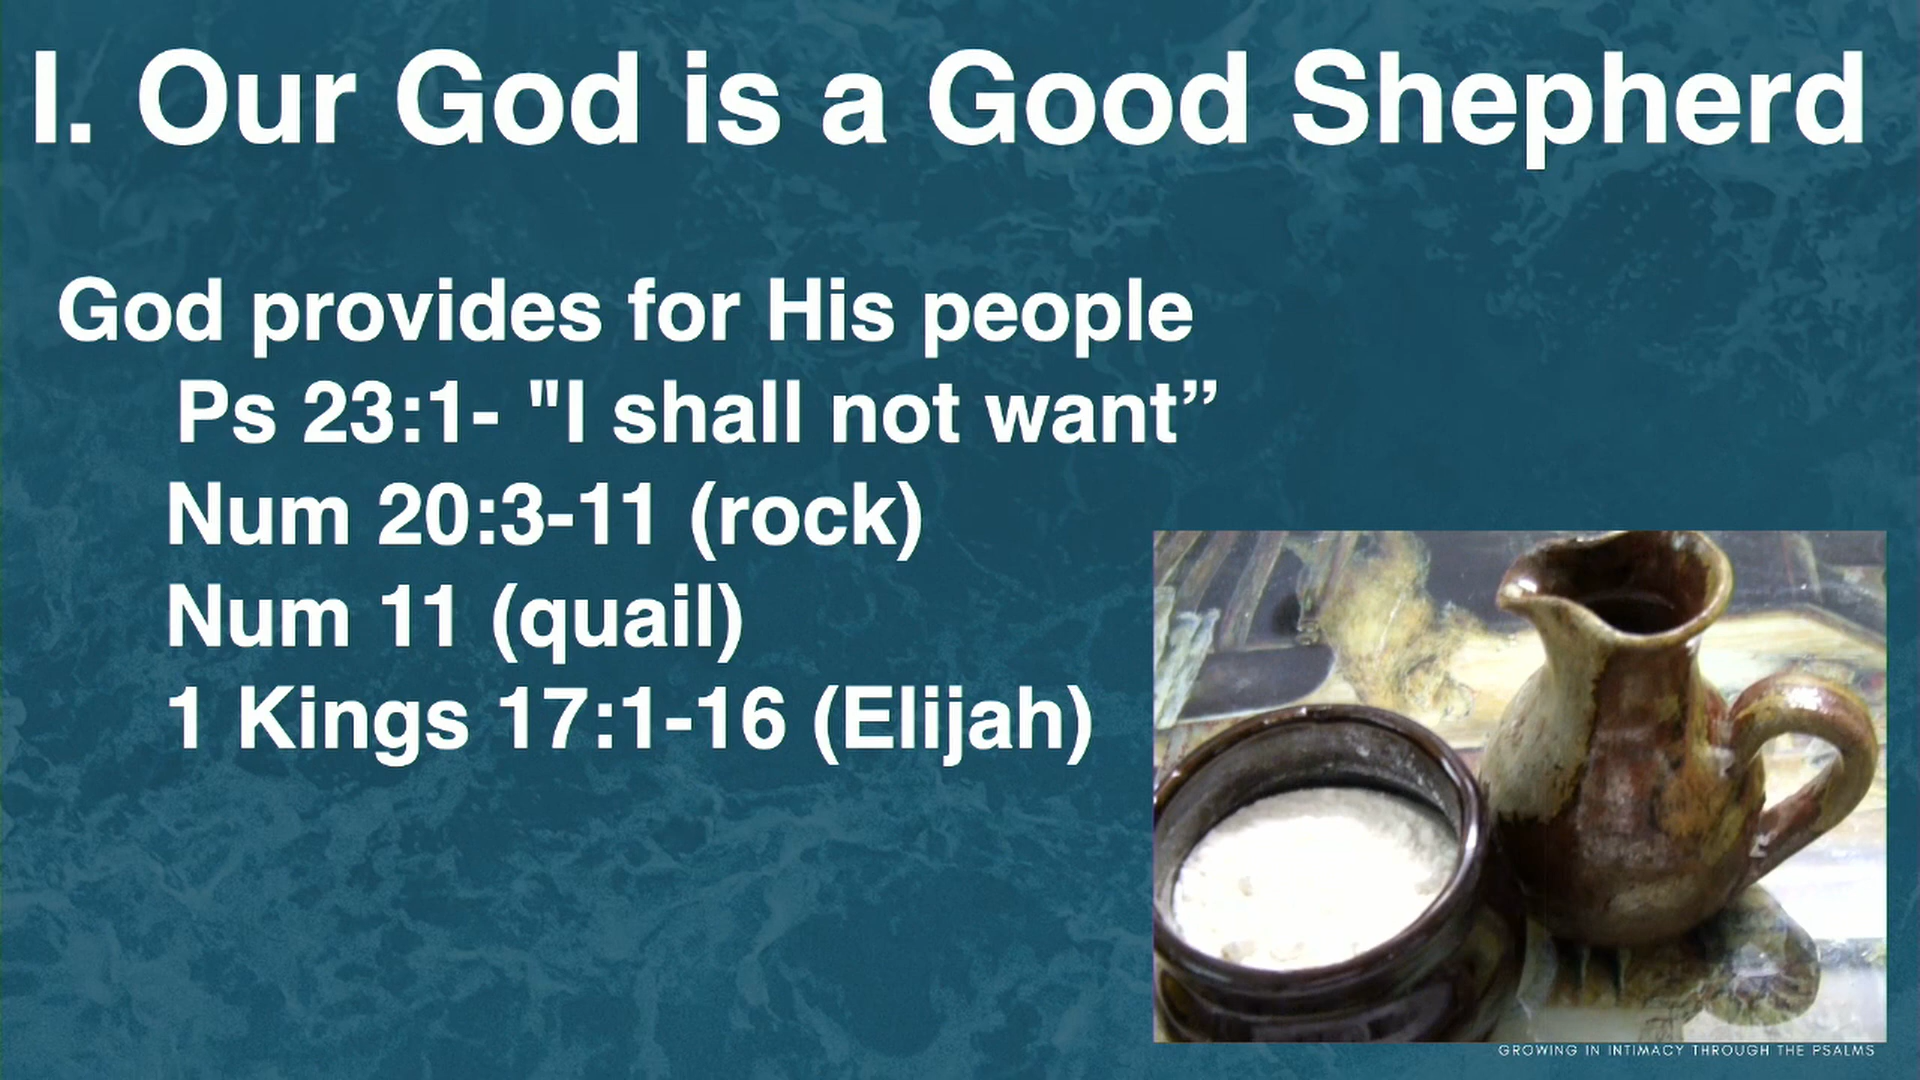 I. Our God is a Good Shepherd
God provides for His people
Ps 23:1- "I shall not want”
Num 20:3-11 (rock)
Num 11 (quail)
1 Kings 17:1-16 (Elijah)
GROWING IN INTIMACY THROUGH THE PSALMS